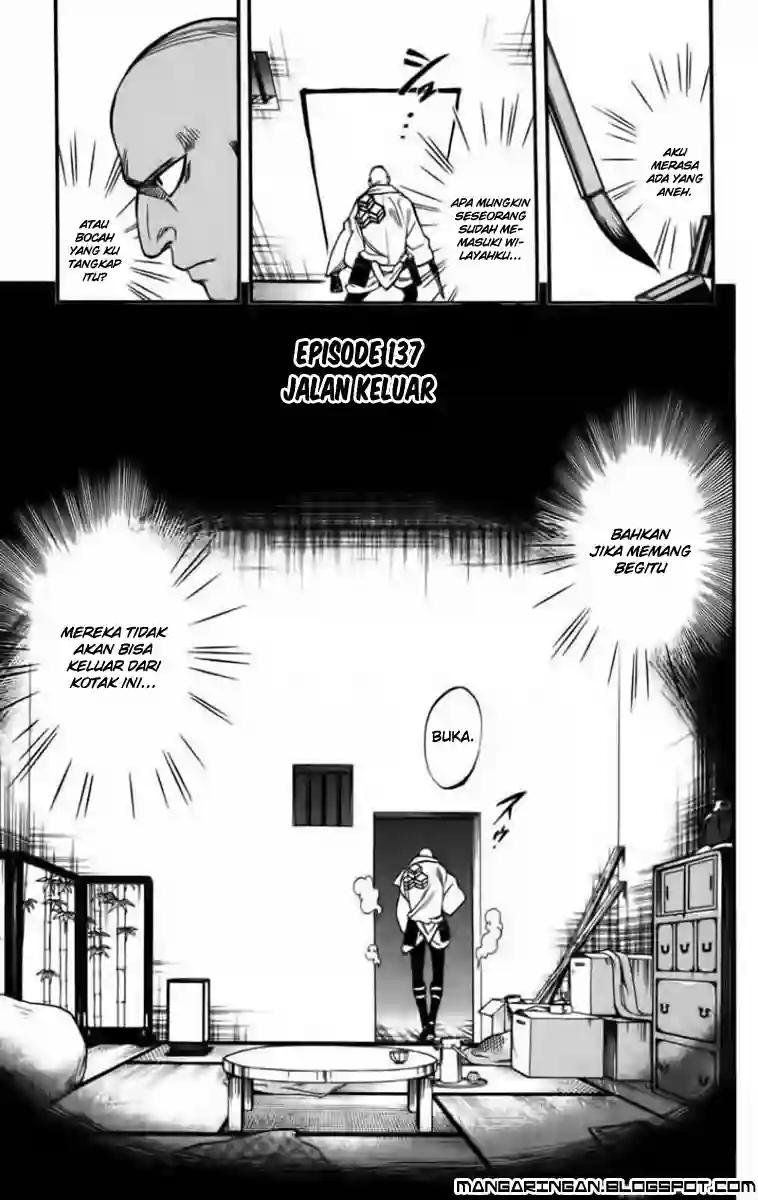 AKU
MERASA
ADA YANG
ANEH.
APA MUNGKIN
SESEORANG
SUDAH ME-
MASUKI WI-
LAYAHKU...
ATAU
BOCAH
YANG KU
TANGKAP
ITU?
EPISODE 137
JALAN KELUAR
BAHKAN
JIKA MEMANG
BEGITU
MEREKA TIDAK
AKAN BISA
KELUAR DARI
KOTAK INI...
BUKA.
MANGARINGAN.BLOGSPOT.COM